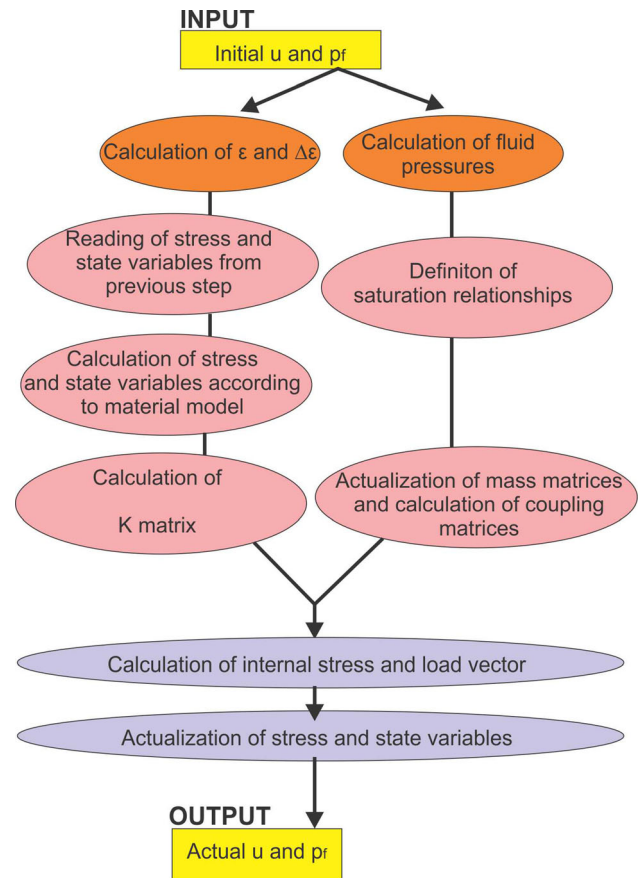 INPUT
Initial u and pf
Calculation of ε and Δε
Calculation of fluid
pressures
Reading of stress and
state variables from
previous step
Definiton of
saturation relationships
Calculation of stress
and state variables according
to material model
Calculation of
K matrix
Actualization of mass matrices
and calculation of coupling
matrices
Calculation of internal stress and load vector
Actualization of stress and state variables
OUTPUT
Actual u and pf